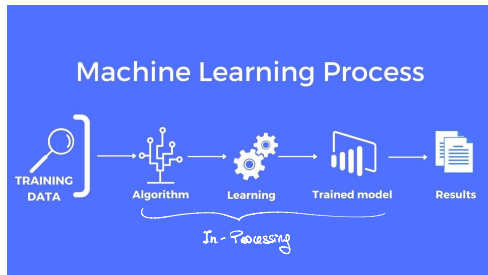 Machine Learning Process
TRAINING
DATA
Algorithm
Learning
Trained model
Results
In-Processing